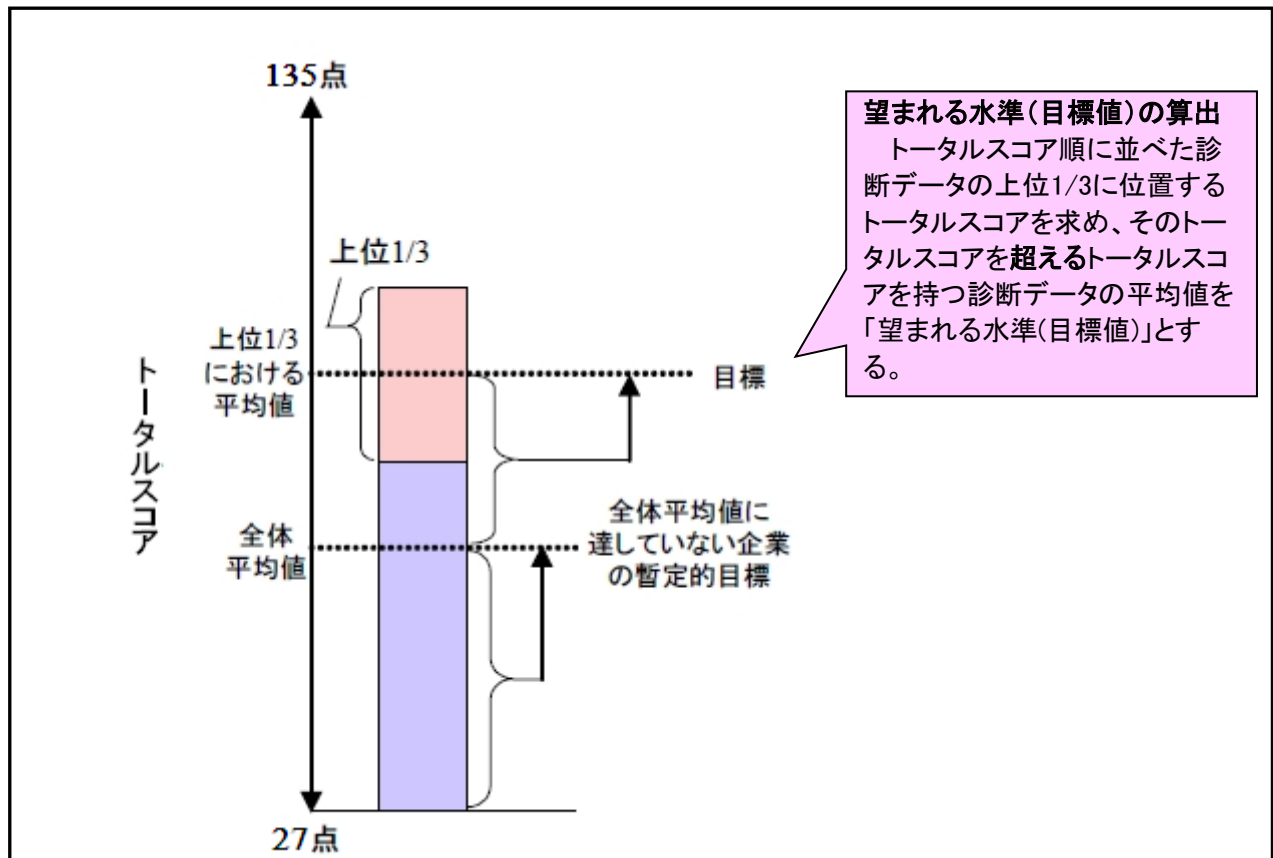 135点
望まれる水準(目標値)の算出
トータルスコア順に並べた診
断データの上位1/3に位置する
トータルスコアを求め、そのトー
タルスコアを超えるトータルスコ
アを持つ診断データの平均値を
「望まれる水準(目標値)」とす
る。
上位1/3
上位1/3
における
平均値
目標
トータルスコア
全体
平均値
全体平均値に
達していない企業
の暫定的目標
27点